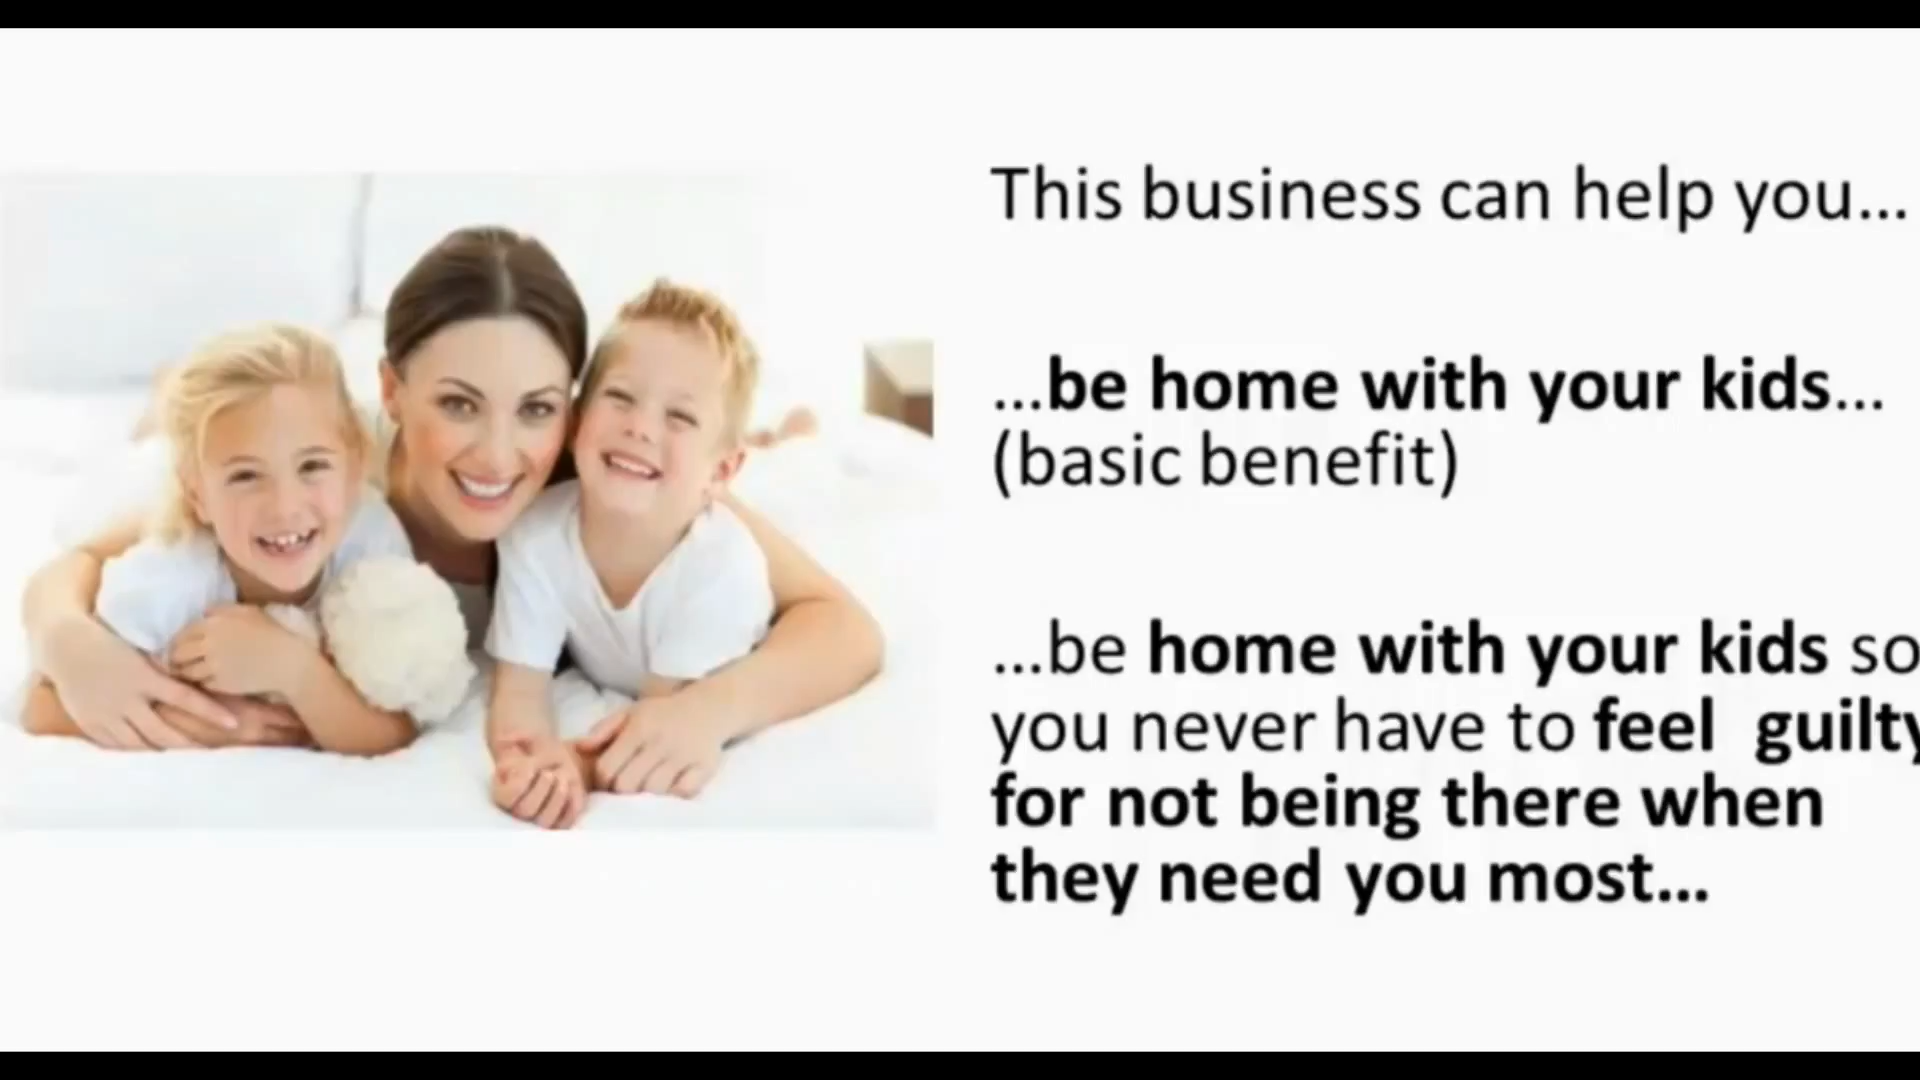 This business can help you...
...be home with your kids...
(basic benefit)
...be home with your kids so
you never have to feel guilty
for not being there when
they need you most...